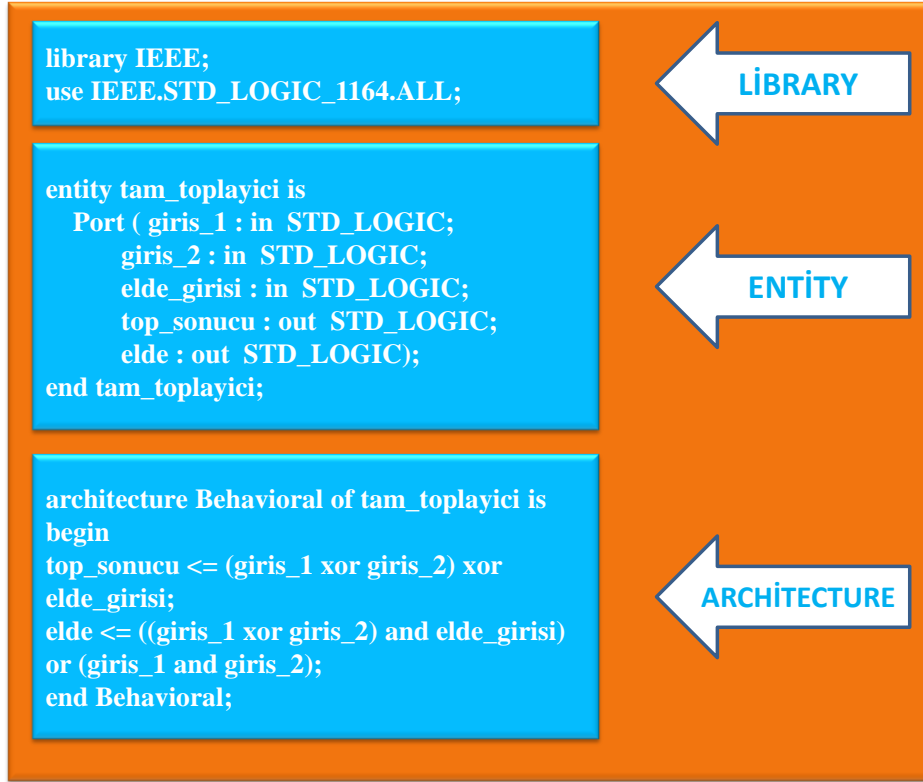 library IEEE;
use IEEE.STD_LOGIC_1164.ALL;
LİBRARY
entity tam_toplayici is
Port ( giris_1 : in STD_LOGIC;
giris_2 : in STD_LOGIC;
elde_girisi : in STD_LOGIC;
top_sonucu : out STD_LOGIC;
elde : out STD_LOGIC);
end tam_toplayici;
ENTİTY
architecture Behavioral of tam_toplayici is
begin
top_sonucu <= (giris_1 xor giris_2) xor
elde_girisi;
elde <= ((giris_1 xor giris_2) and elde_girisi)
or (giris_1 and giris_2);
end Behavioral;
ARCHİTECTURE